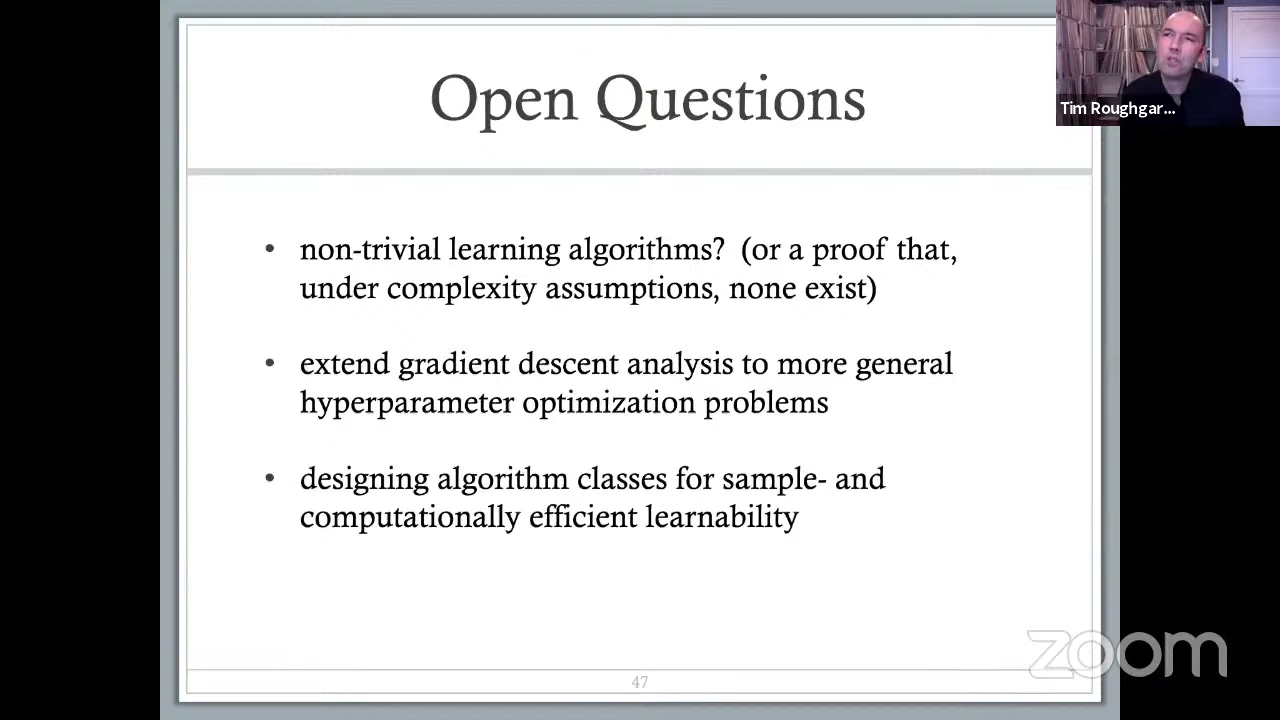 Open Questions
Tim Roughgar...
• non-trivial learning algorithms? (or a proof that,
under complexity assumptions, none exist)
• extend gradient descent analysis to more general
hyperparameter optimization problems
• designing algorithm classes for sample- and
computationally efficient learnability
zoom
47